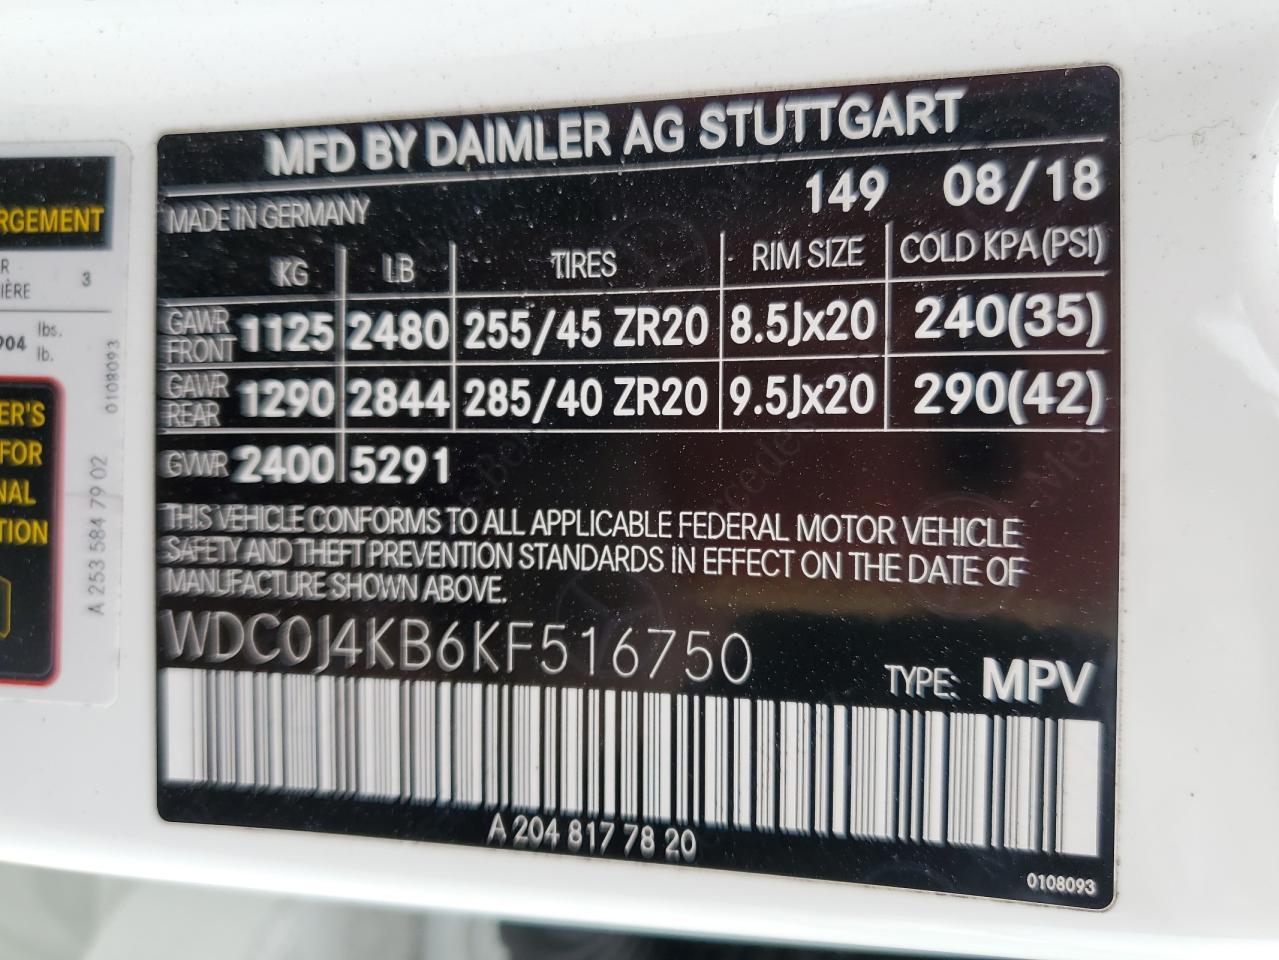 MFD BY DAIMLER AG STUTTGART
MADE IN GERMANY 149 08/18
KG LB TIRES RIM SIZE COLD KPA (PSI)
GAWR FRONT 1125 2480 255/45 ZR20 8.5Jx20 240(35)
GAWR REAR 1290 2844 285/40 ZR20 9.5Jx20 290(42)
GVWR 2400 5291
THIS VEHICLE CONFORMS TO ALL APPLICABLE FEDERAL MOTOR VEHICLE
SAFETY AND THEFT PREVENTION STANDARDS IN EFFECT ON THE DATE OF
MANUFACTURE SHOWN ABOVE.
WDC0J4KB6KF516750
TYPE: MPV
A 204 817 78 20
0108093
RGEMENT
R 3
IÈRE
904 lbs.
lb.
0108093
ER'S
FOR
NAL
TION
A 253 584 79 02